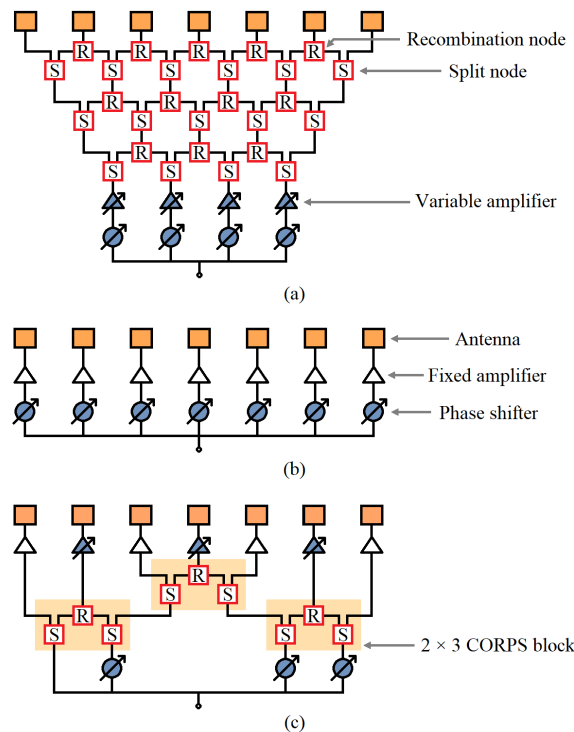 R R R R R
Recombination node
S S S S S S
Split node
R R R R
S S S S S
R R R
S S S S
Variable amplifier
(a)
Antenna
Fixed amplifier
Phase shifter
(b)
R
S S
R R
S S S S
2 × 3 CORPS block
(c)